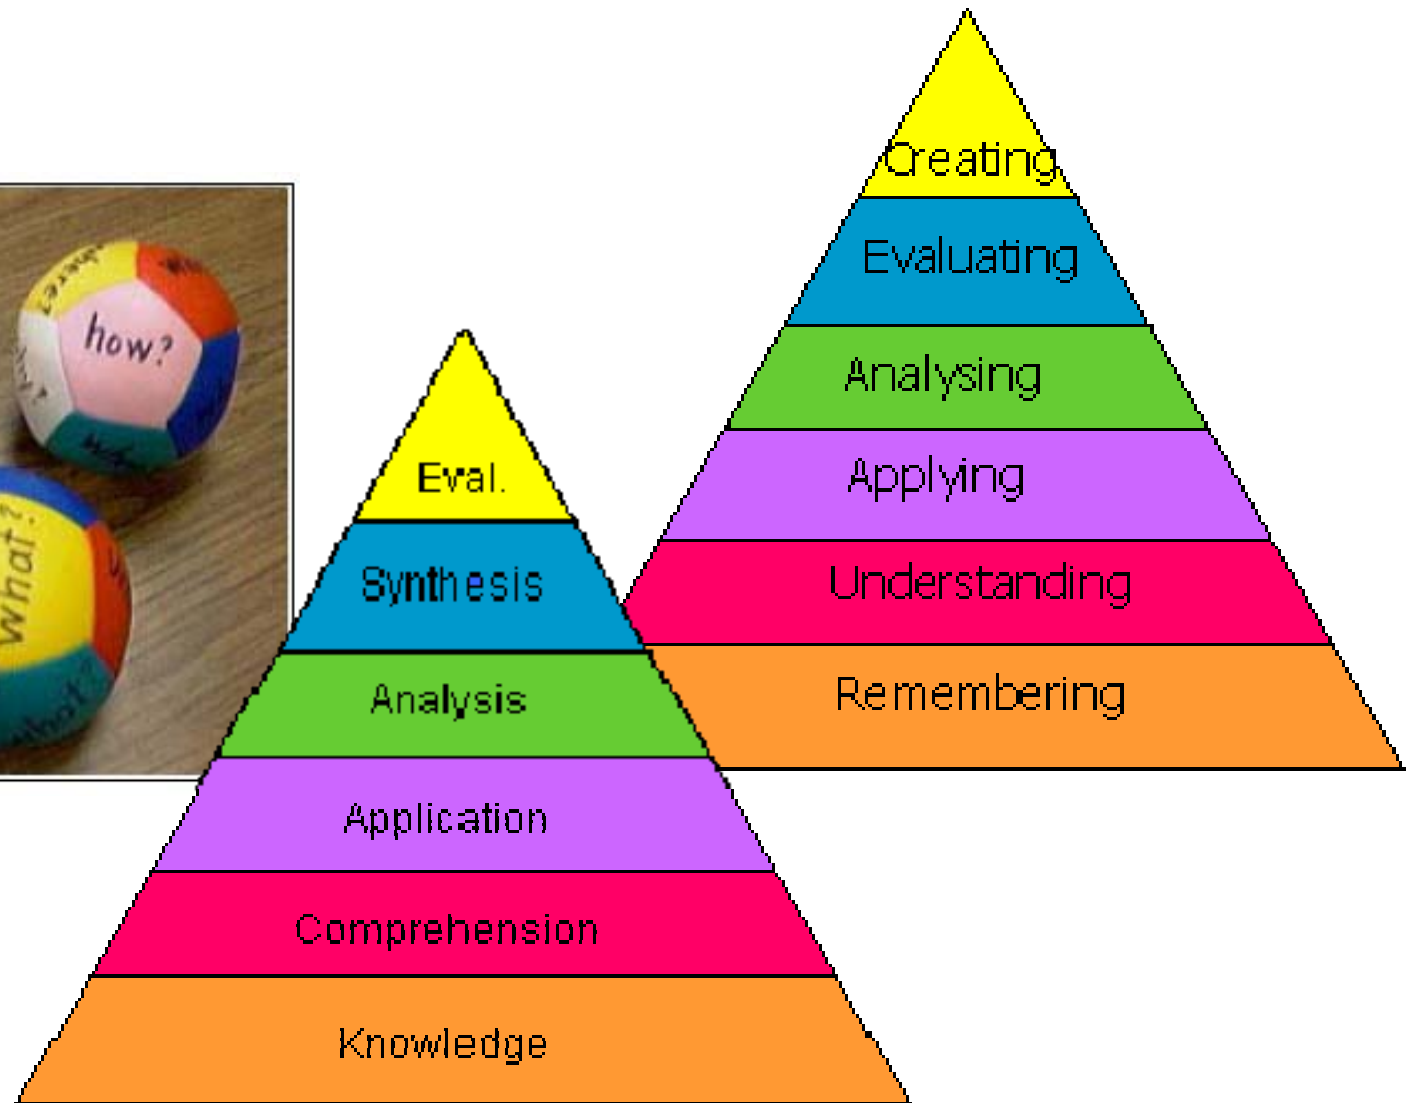 how?
what?
Eval.
Synthesis
Analysis
Application
Comprehension
Knowledge
Creating
Evaluating
Analysing
Applying
Understanding
Remembering